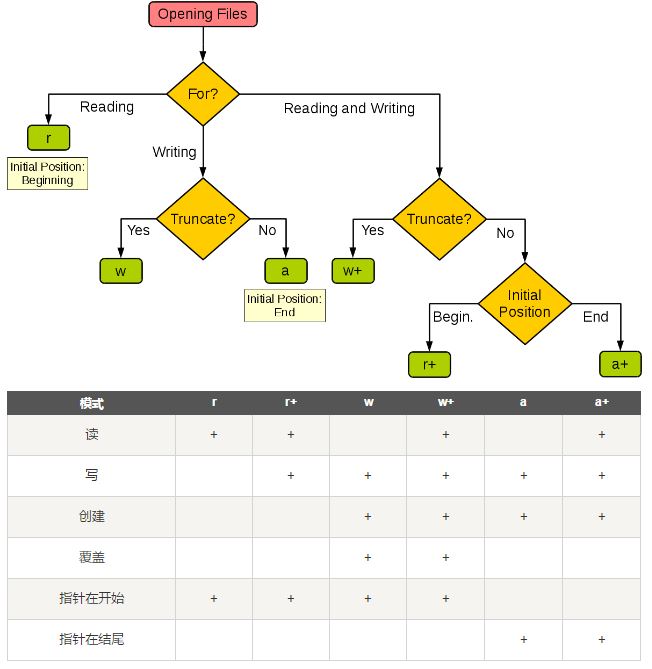 Opening Files
For?
Reading
Reading and Writing
r
Writing
Initial Position:
Beginning
Truncate?
Truncate?
Yes
No
Yes
No
w
a
w+
Initial Position:
End
Initial
Position
Begin.
End
r+
a+
模式 r r+ w w+ a a+
读 + + + +
写 + + + + +
创建 + + + +
覆盖 + +
指针在开始 + + + +
指针在结尾 + +